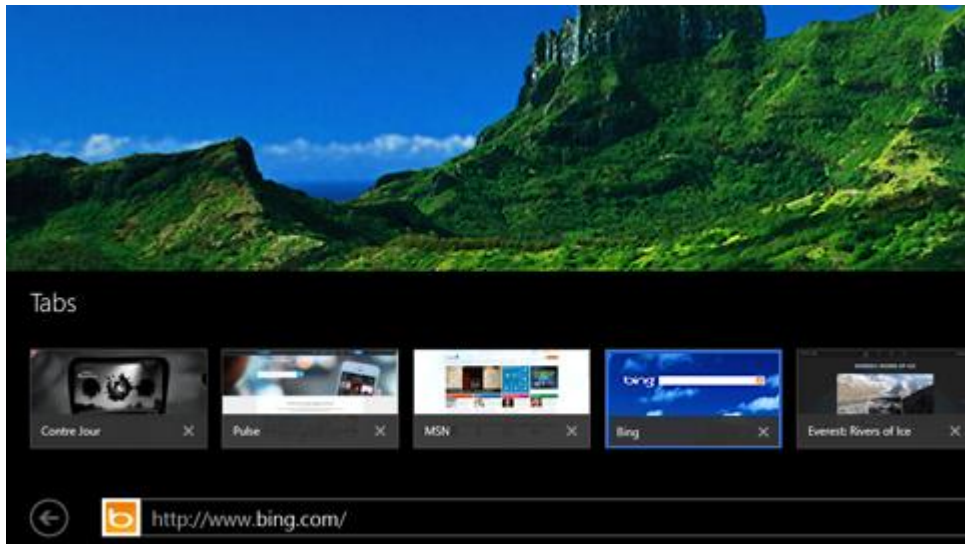 Tabs
bing
Contre Jour
Pulse
MSN
Bing
Everest: Rivers of Ice
http://www.bing.com/